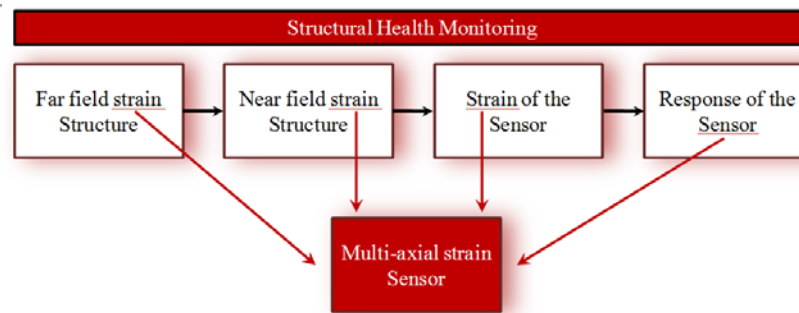 Structural Health Monitoring
Far field strain
Structure
Near field strain
Structure
Strain of the
Sensor
Response of the
Sensor
Multi-axial strain
Sensor